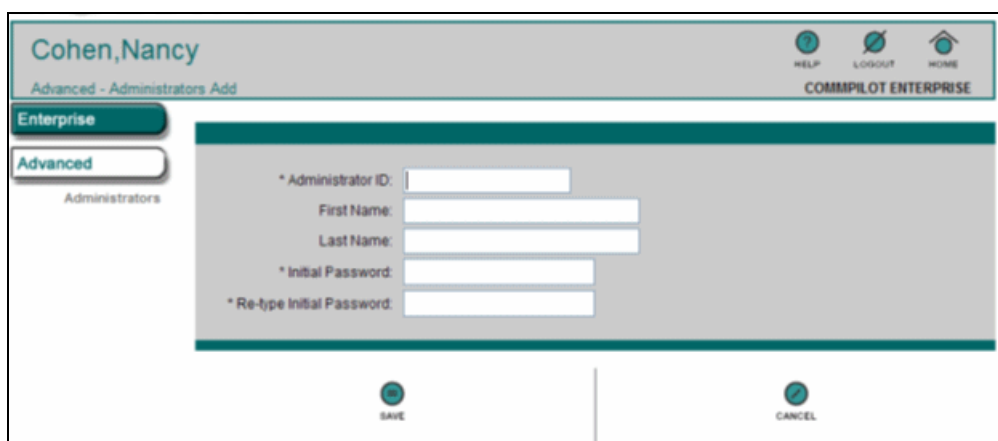 Cohen,Nancy
HELP
LOGOUT
HOME
Advanced - Administrators Add
COMMPILOT ENTERPRISE
Enterprise
Advanced
Administrators
* Administrator ID:
First Name:
Last Name:
* Initial Password:
* Re-type Initial Password:
SAVE
CANCEL